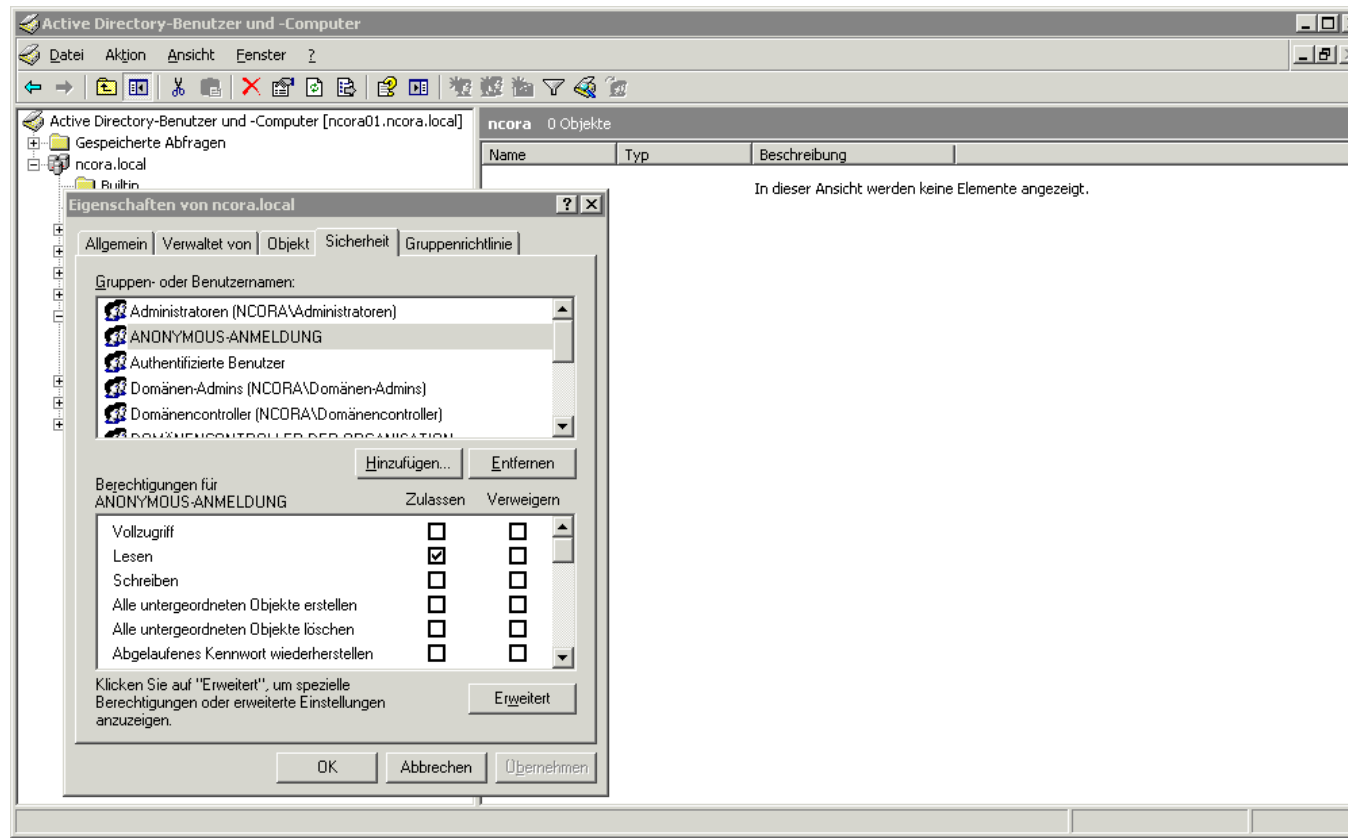 Active Directory-Benutzer und -Computer
Datei Aktion Ansicht Fenster ?
Active Directory-Benutzer und -Computer [ncora01.ncora.local]
Gespeicherte Abfragen
ncora.local
Builtin
ncora 0 Objekte
Name Typ Beschreibung
In dieser Ansicht werden keine Elemente angezeigt.
Eigenschaften von ncora.local
Allgemein Verwaltet von Objekt Sicherheit Gruppenrichtlinie
Gruppen- oder Benutzernamen:
Administratoren (NCORA\Administratoren)
ANONYMOUS-ANMELDUNG
Authentifizierte Benutzer
Domänen-Admins (NCORA\Domänen-Admins)
Domänencontroller (NCORA\Domänencontroller)
DOMÄNENCONTROLLER DER ORGANISATION
Hinzufügen... Entfernen
Berechtigungen für
ANONYMOUS-ANMELDUNG Zulassen Verweigern
Vollzugriff
Lesen
Schreiben
Alle untergeordneten Objekte erstellen
Alle untergeordneten Objekte löschen
Abgelaufenes Kennwort wiederherstellen
Klicken Sie auf "Erweitert", um spezielle
Berechtigungen oder erweiterte Einstellungen
anzuzeigen.
Erweitert
OK Abbrechen Übernehmen